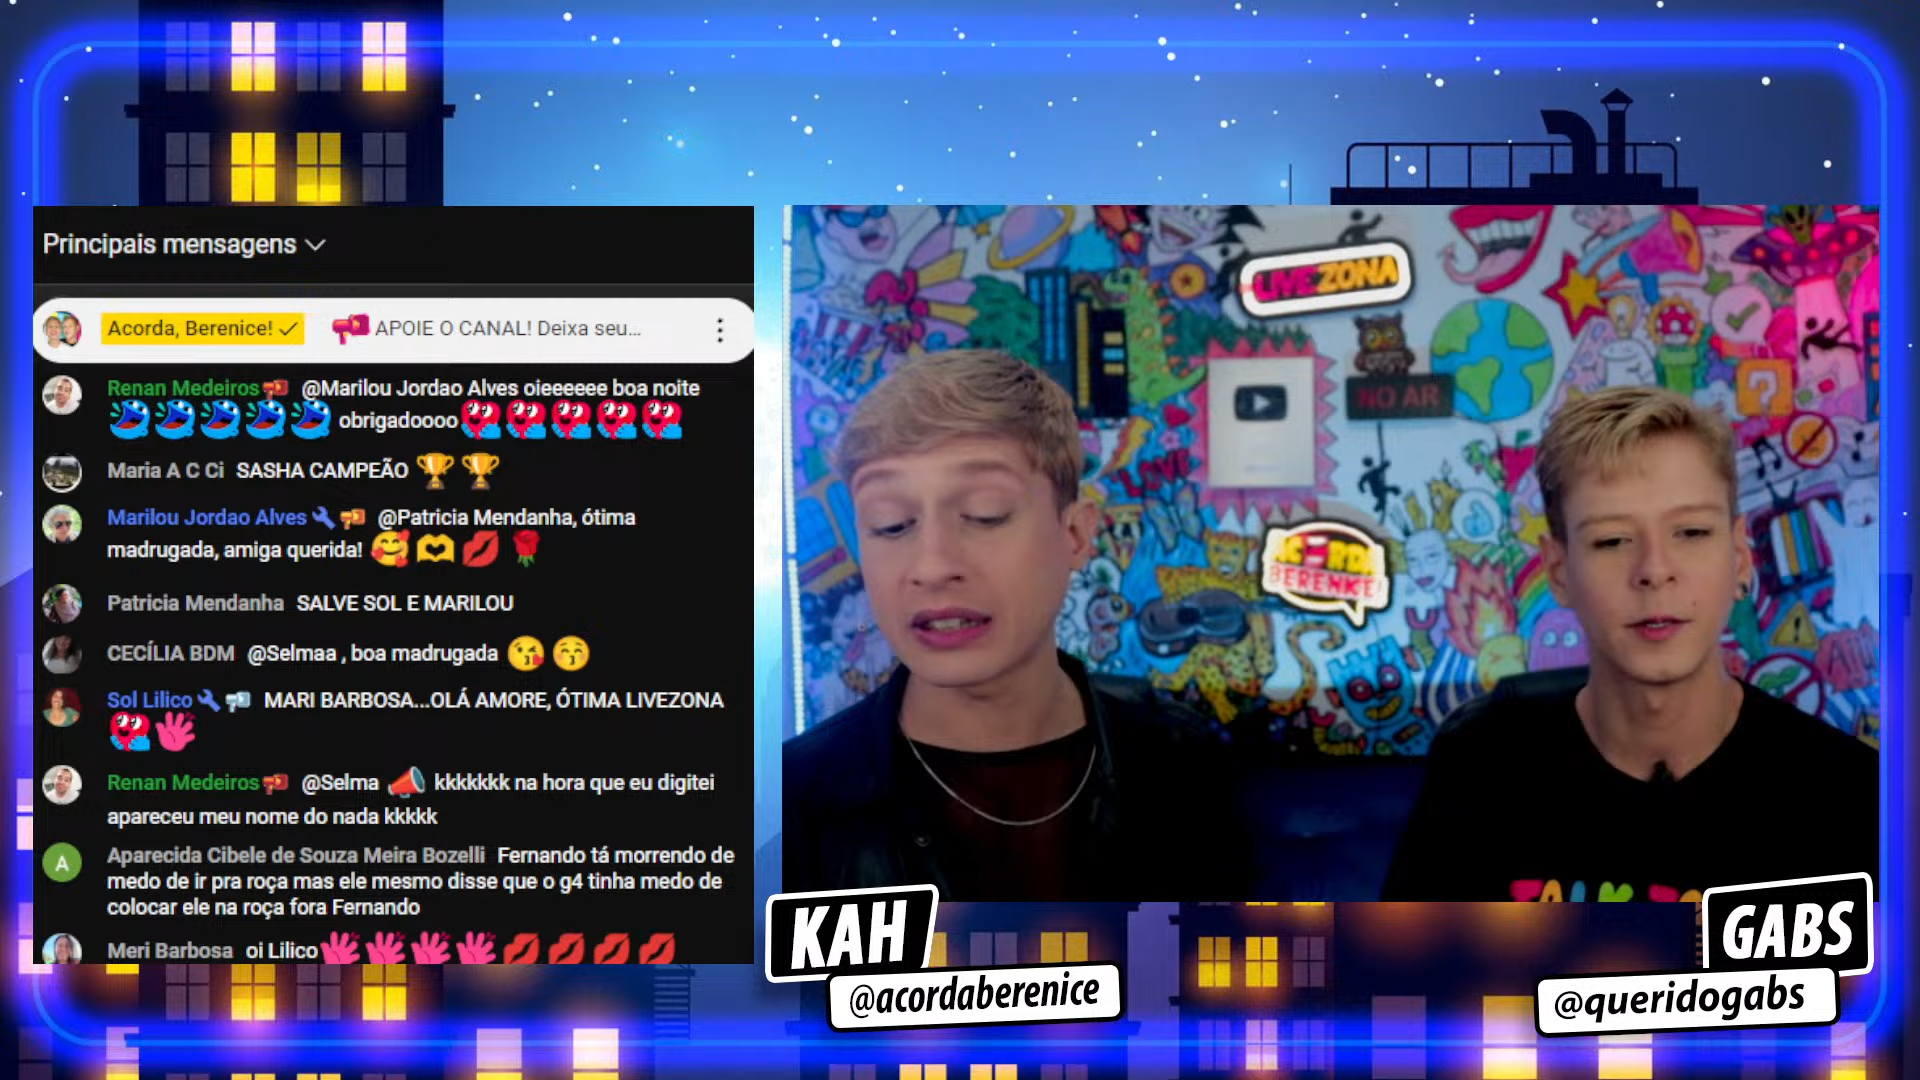 Principais mensagens
Acorda, Berenice! ✓ APOIE O CANAL! Deixa seu...
Renan Medeiros @Marilou Jordao Alves oieeeeee boa noite
obrigadoooo
Maria A C Ci SASHA CAMPEÃO 🏆🏆
Marilou Jordao Alves @Patricia Mendanha, ótima
madrugada, amiga querida! 🥰🫶💋🌹
Patricia Mendanha SALVE SOL E MARILOU
CECÍLIA BDM @Selmaa , boa madrugada 😘😚
Sol Lilico MARI BARBOSA...OLÁ AMORE, ÓTIMA LIVEZONA
Renan Medeiros @Selma 📣 kkkkkkk na hora que eu digitei
apareceu meu nome do nada kkkkk
A
Aparecida Cibele de Souza Meira Bozelli Fernando tá morrendo de
medo de ir pra roça mas ele mesmo disse que o g4 tinha medo de
colocar ele na roça fora Fernando
Meri Barbosa oi Lilico 💋💋💋💋
LIVEZONA
NO AR
LOVE
ACORDA
BERENICE!
KAH
@acordaberenice
GABS
@queridogabs